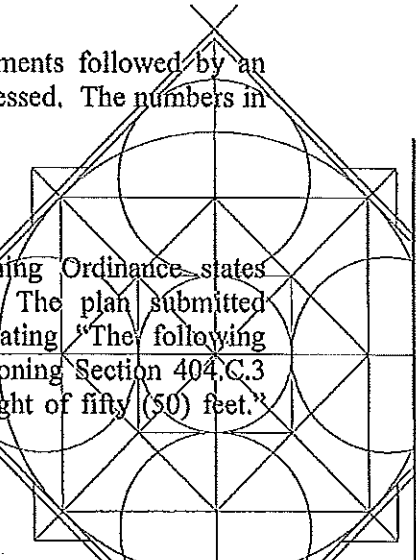 ments followed by an
essed. The numbers in
ning Ordinance states
The plan submitted
ating “The following
oning Section 404.C.3
ght of fifty (50) feet.”